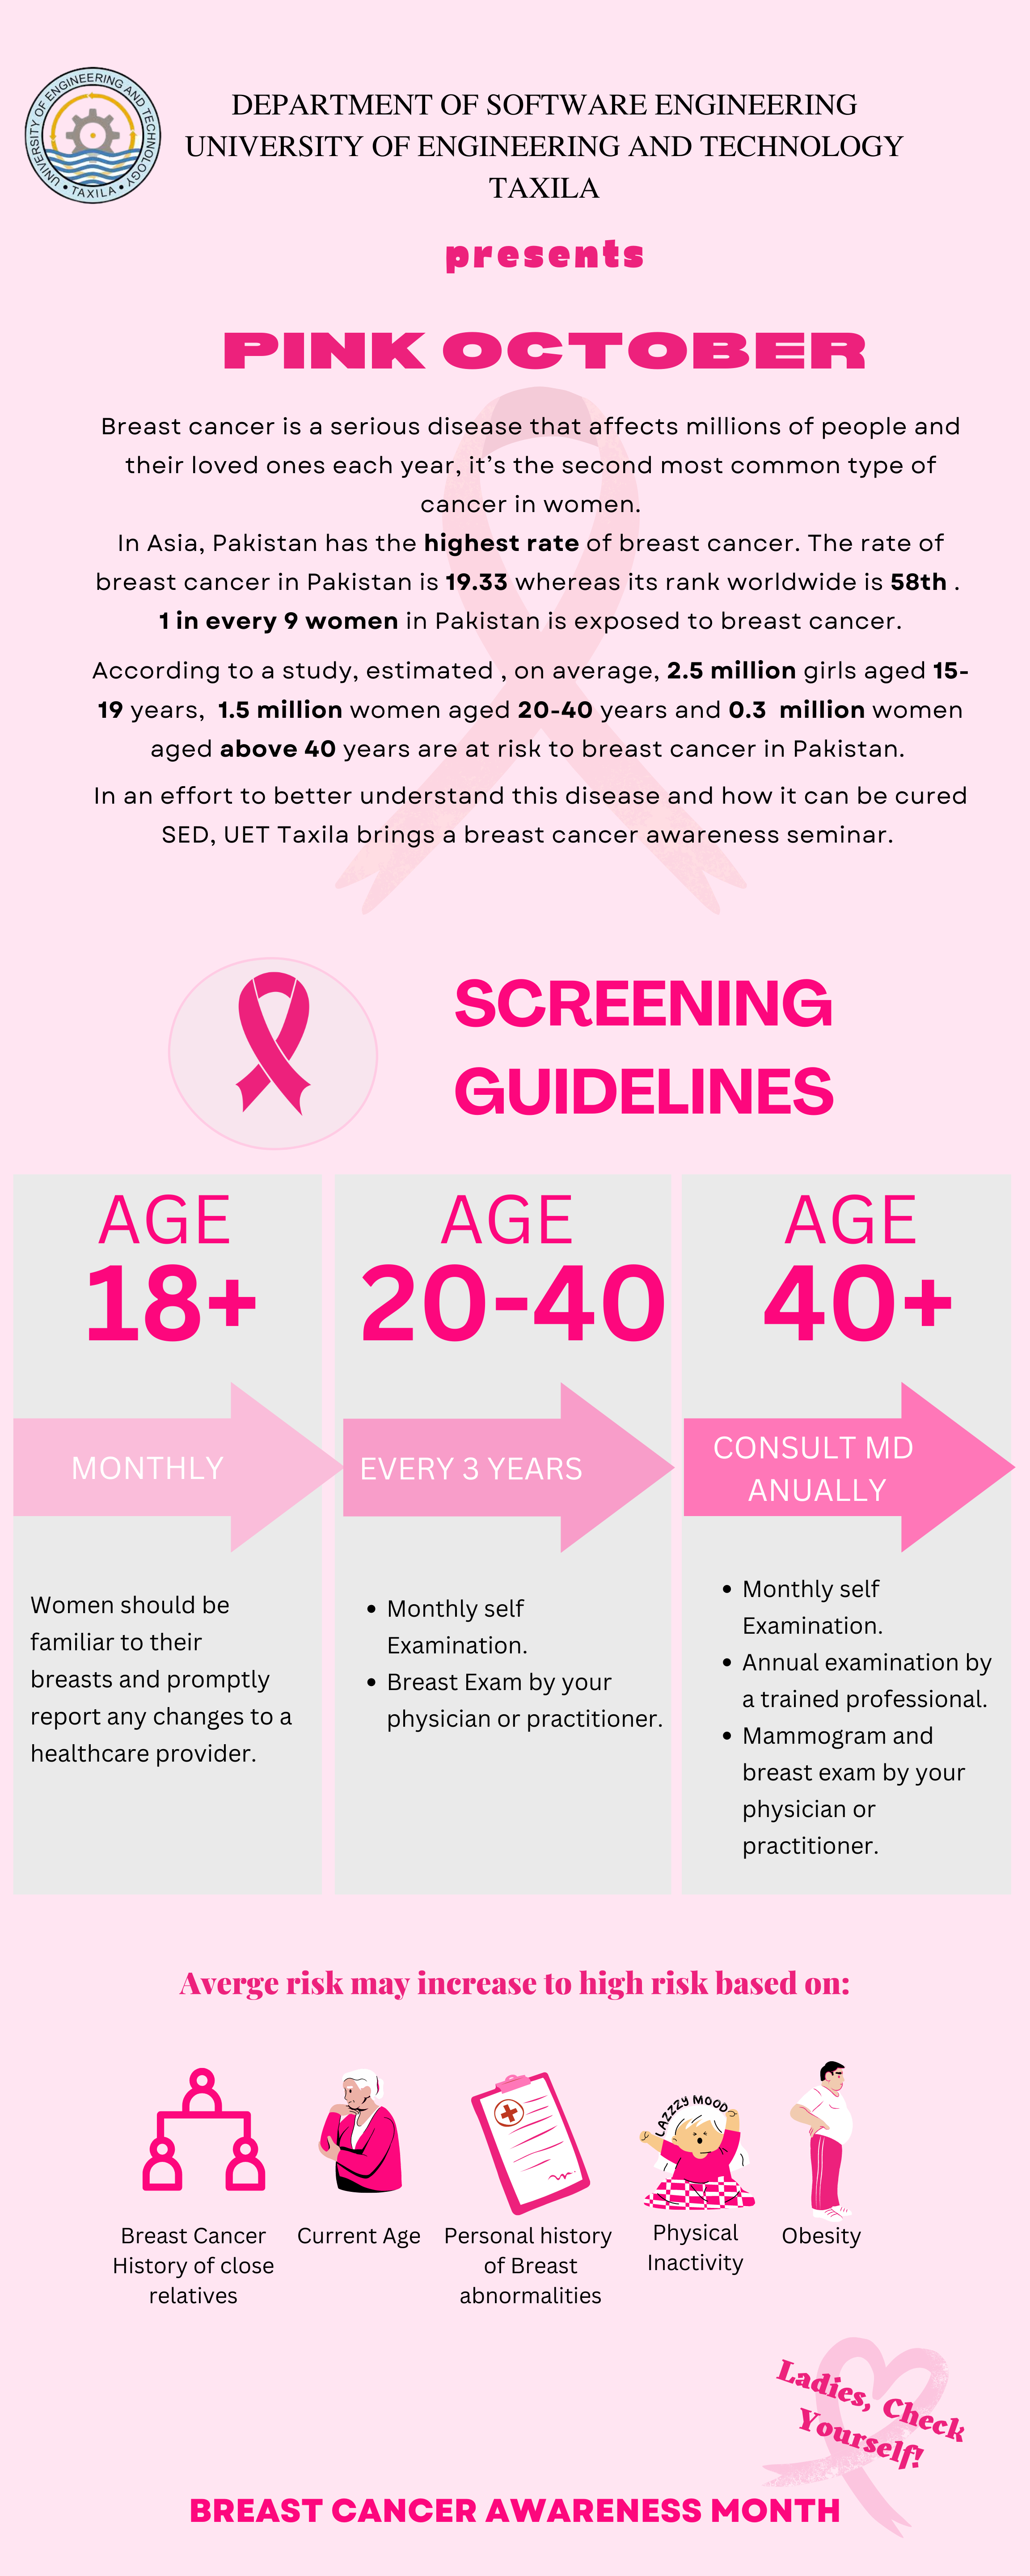 UNIVERSITY OF ENGINEERING AND TECHNOLOGY
• TAXILA •
DEPARTMENT OF SOFTWARE ENGINEERING
UNIVERSITY OF ENGINEERING AND TECHNOLOGY
TAXILA
presents
PINK OCTOBER
Breast cancer is a serious disease that affects millions of people and
their loved ones each year, it’s the second most common type of
cancer in women.
In Asia, Pakistan has the highest rate of breast cancer. The rate of
breast cancer in Pakistan is 19.33 whereas its rank worldwide is 58th .
1 in every 9 women in Pakistan is exposed to breast cancer.
According to a study, estimated , on average, 2.5 million girls aged 15-
19 years, 1.5 million women aged 20-40 years and 0.3 million women
aged above 40 years are at risk to breast cancer in Pakistan.
In an effort to better understand this disease and how it can be cured
SED, UET Taxila brings a breast cancer awareness seminar.
SCREENING
GUIDELINES
AGE
18+
MONTHLY
Women should be
familiar to their
breasts and promptly
report any changes to a
healthcare provider.
AGE
20-40
EVERY 3 YEARS
• Monthly self
Examination.
• Breast Exam by your
physician or practitioner.
AGE
40+
CONSULT MD
ANUALLY
• Monthly self
Examination.
• Annual examination by
a trained professional.
• Mammogram and
breast exam by your
physician or
practitioner.
Averge risk may increase to high risk based on:
Breast Cancer
History of close
relatives
Current Age
Personal history
of Breast
abnormalities
LAZZZY MOOD
Physical
Inactivity
Obesity
Ladies, Check
Yourself!
BREAST CANCER AWARENESS MONTH